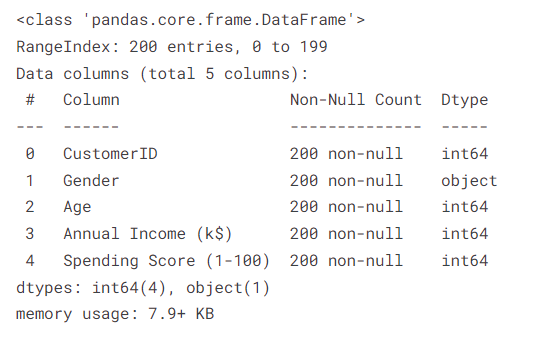 <class 'pandas.core.frame.DataFrame'>
RangeIndex: 200 entries, 0 to 199
Data columns (total 5 columns):
 #   Column                  Non-Null Count  Dtype
---  ------                  --------------  -----
 0   CustomerID              200 non-null    int64
 1   Gender                  200 non-null    object
 2   Age                     200 non-null    int64
 3   Annual Income (k$)      200 non-null    int64
 4   Spending Score (1-100)  200 non-null    int64
dtypes: int64(4), object(1)
memory usage: 7.9+ KB